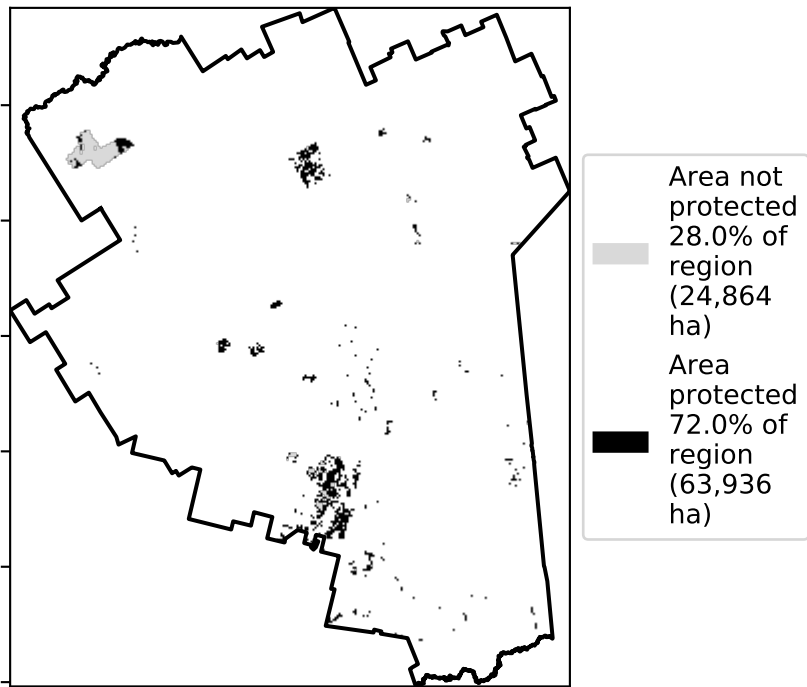 Area not
protected
28.0% of
region
(24,864
ha)
Area
protected
72.0% of
region
(63,936
ha)